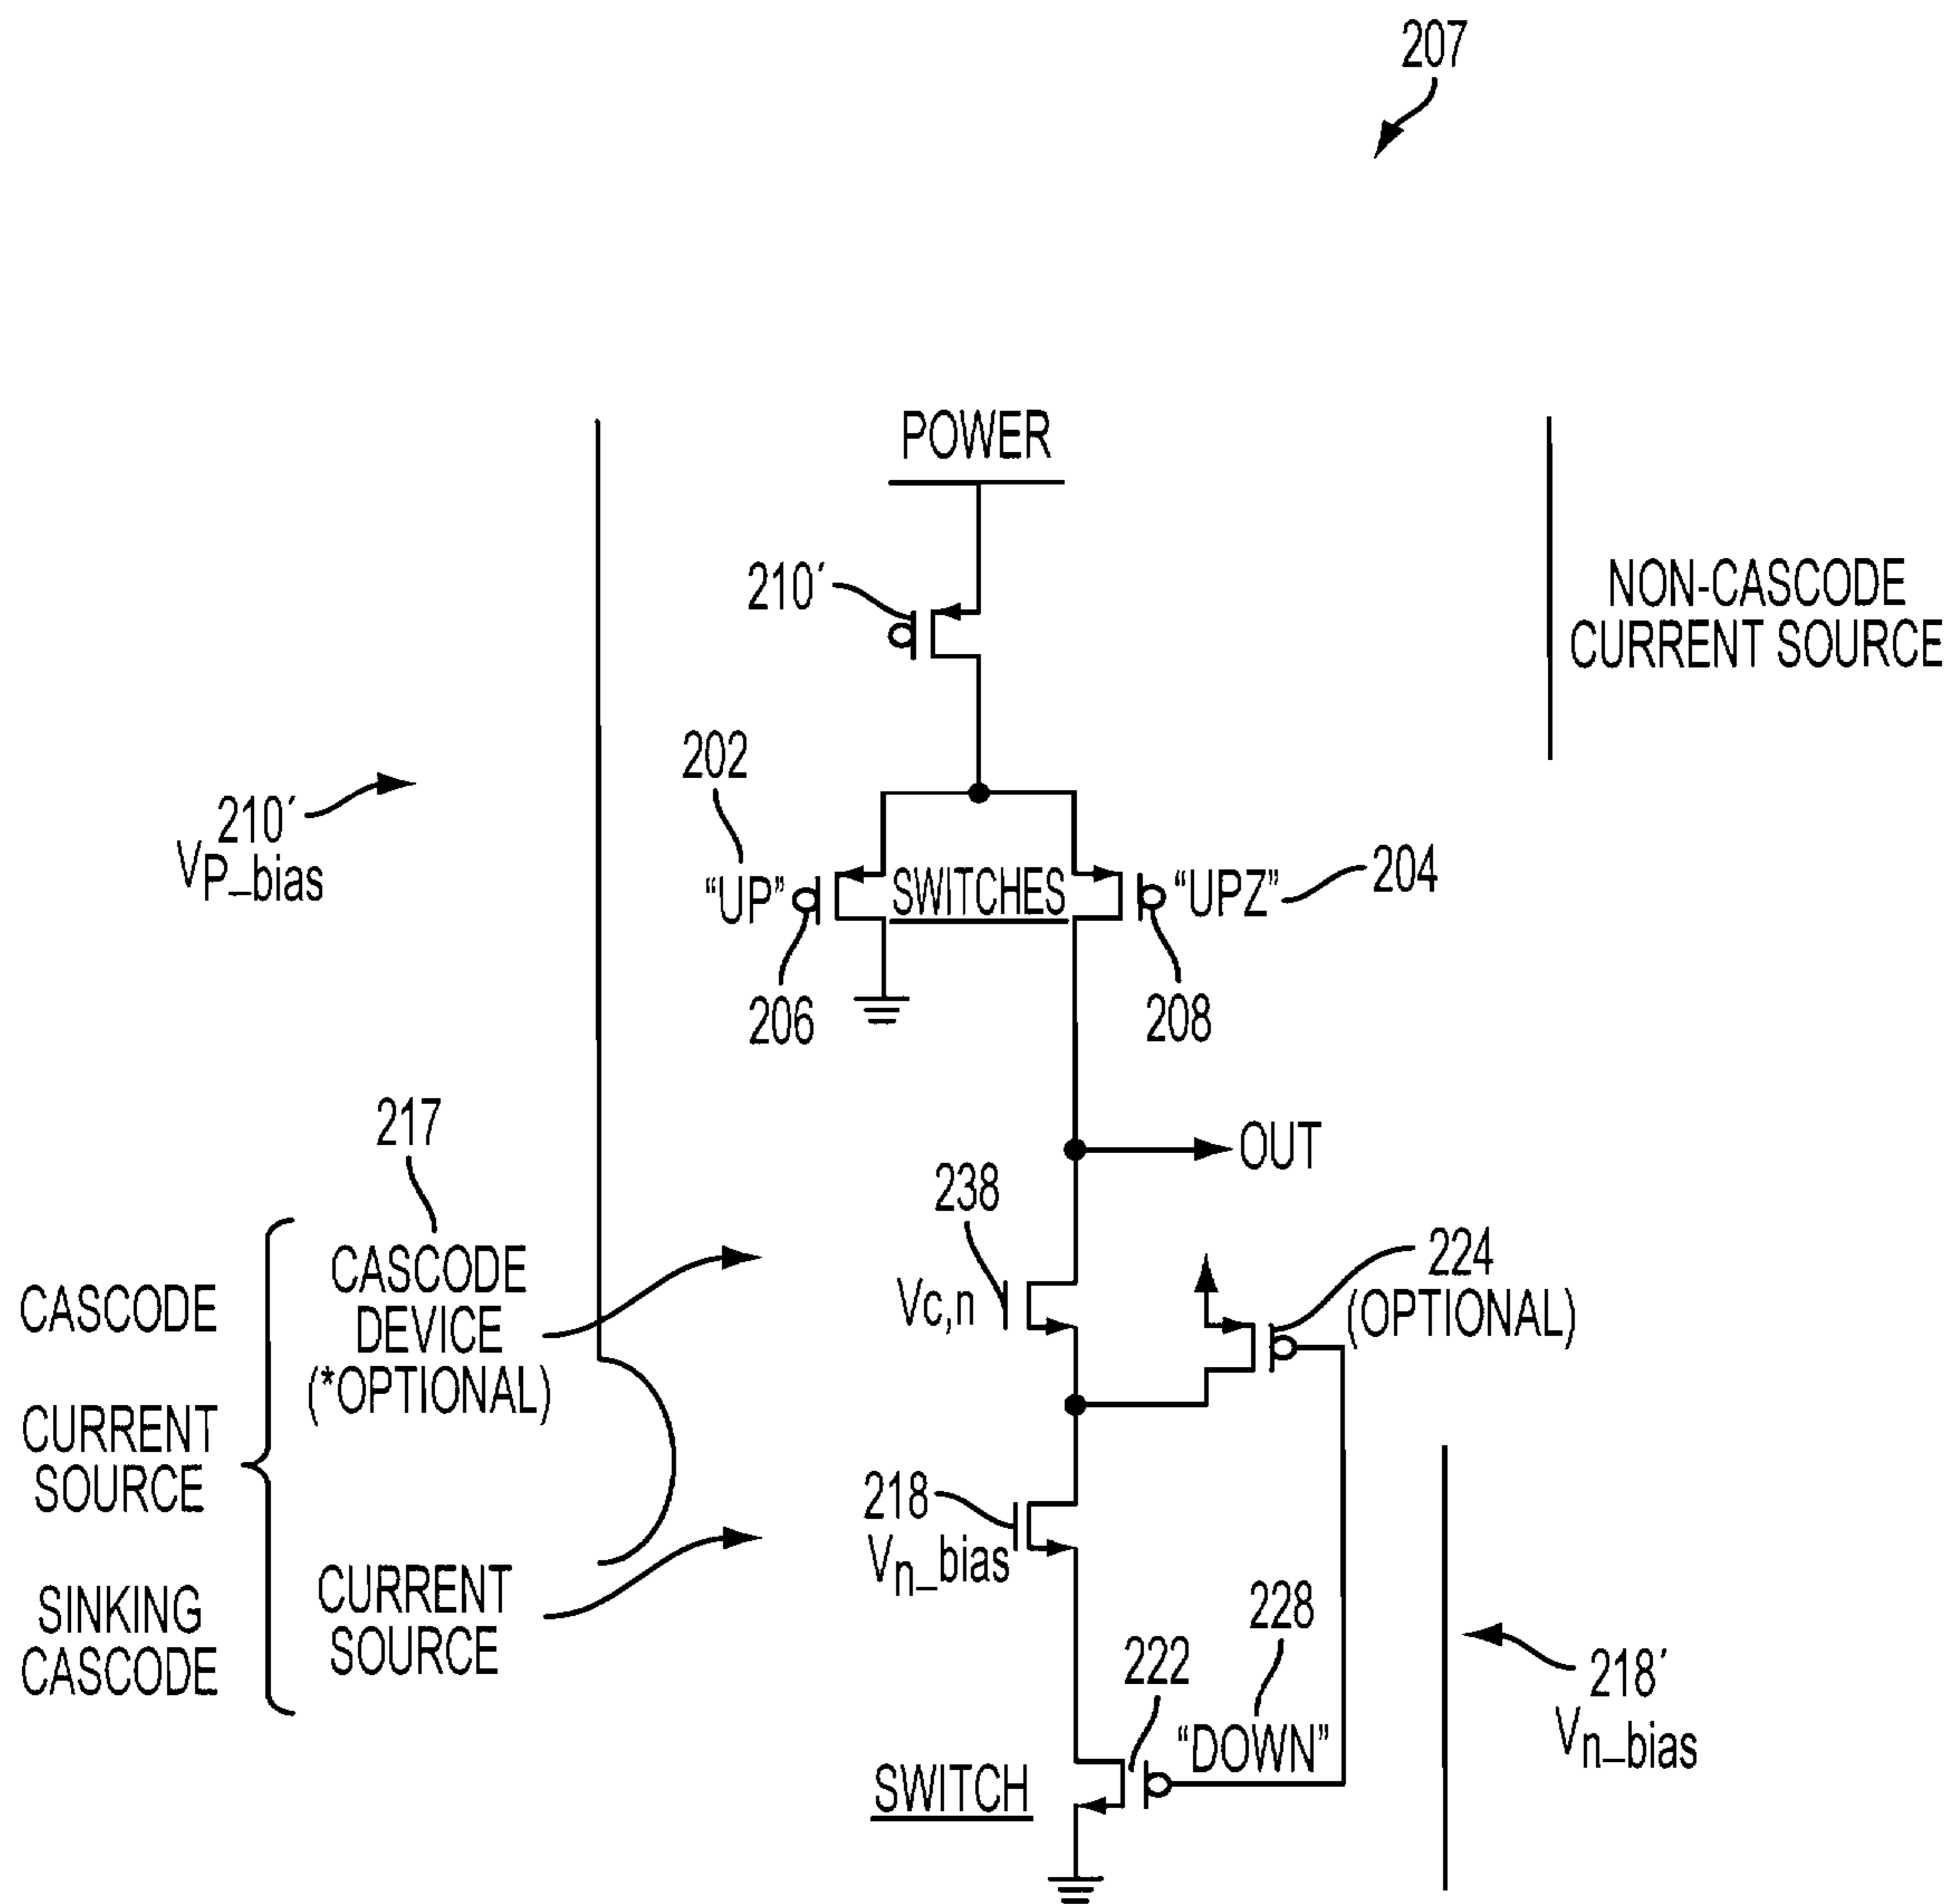 207
POWER
210′
NON-CASCODE
CURRENT SOURCE
202
210′
VP_bias
"UP"
SWITCHES
"UPZ"
204
206
208
217
OUT
238
CASCODE
CASCODE
DEVICE
(*OPTIONAL)
Vc,n
224
(OPTIONAL)
CURRENT
SOURCE
218
Vn_bias
SINKING
CASCODE
CURRENT
SOURCE
228
222
"DOWN"
SWITCH
218′
Vn_bias